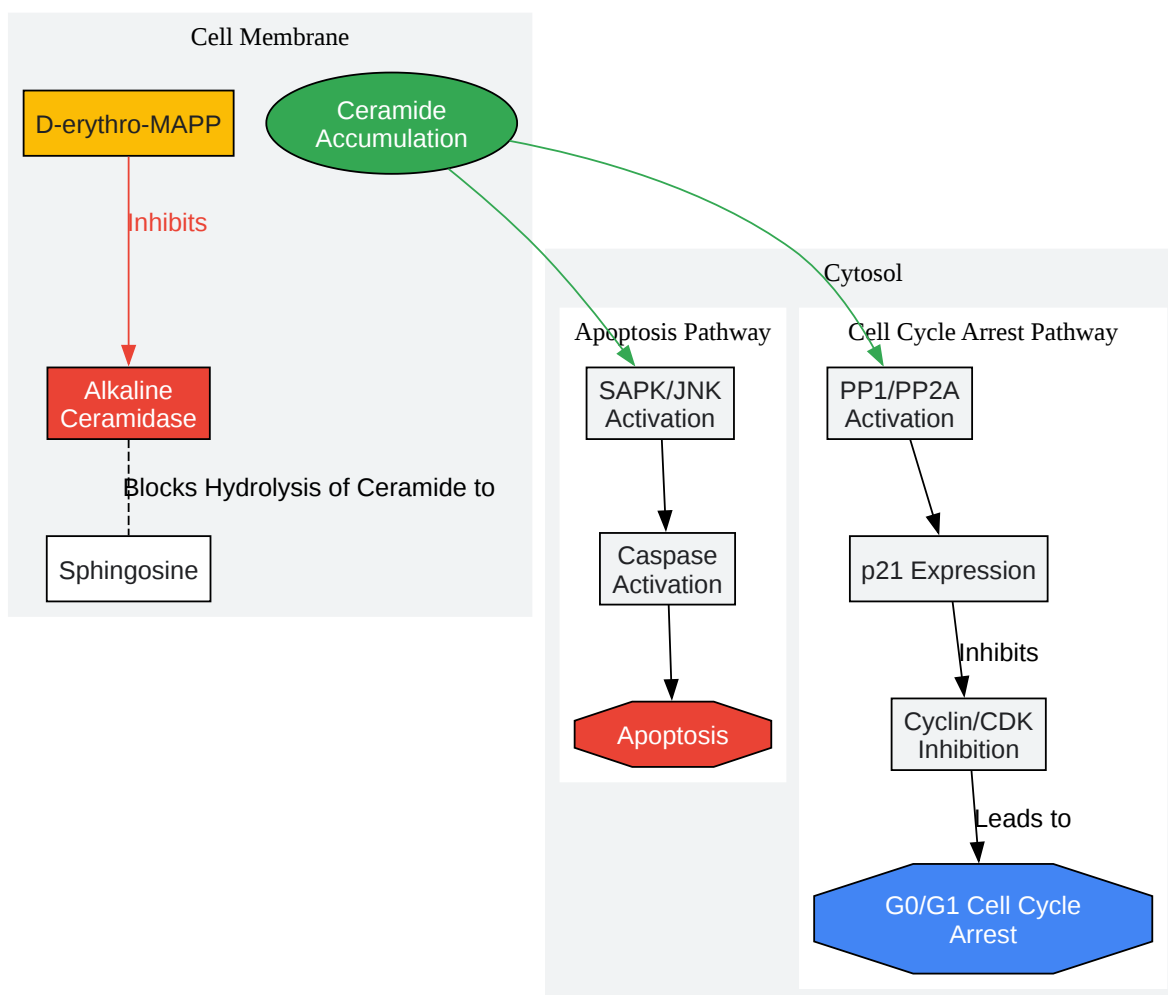 Cell Membrane
D-erythro-MAPP
Ceramide
Accumulation
Inhibits
Alkaline
Ceramidase
Blocks Hydrolysis of Ceramide to
Sphingosine
Cytosol
Apoptosis Pathway
SAPK/JNK
Activation
Caspase
Activation
Apoptosis
Cell Cycle Arrest Pathway
PP1/PP2A
Activation
p21 Expression
Inhibits
Cyclin/CDK
Inhibition
Leads to
G0/G1 Cell Cycle
Arrest